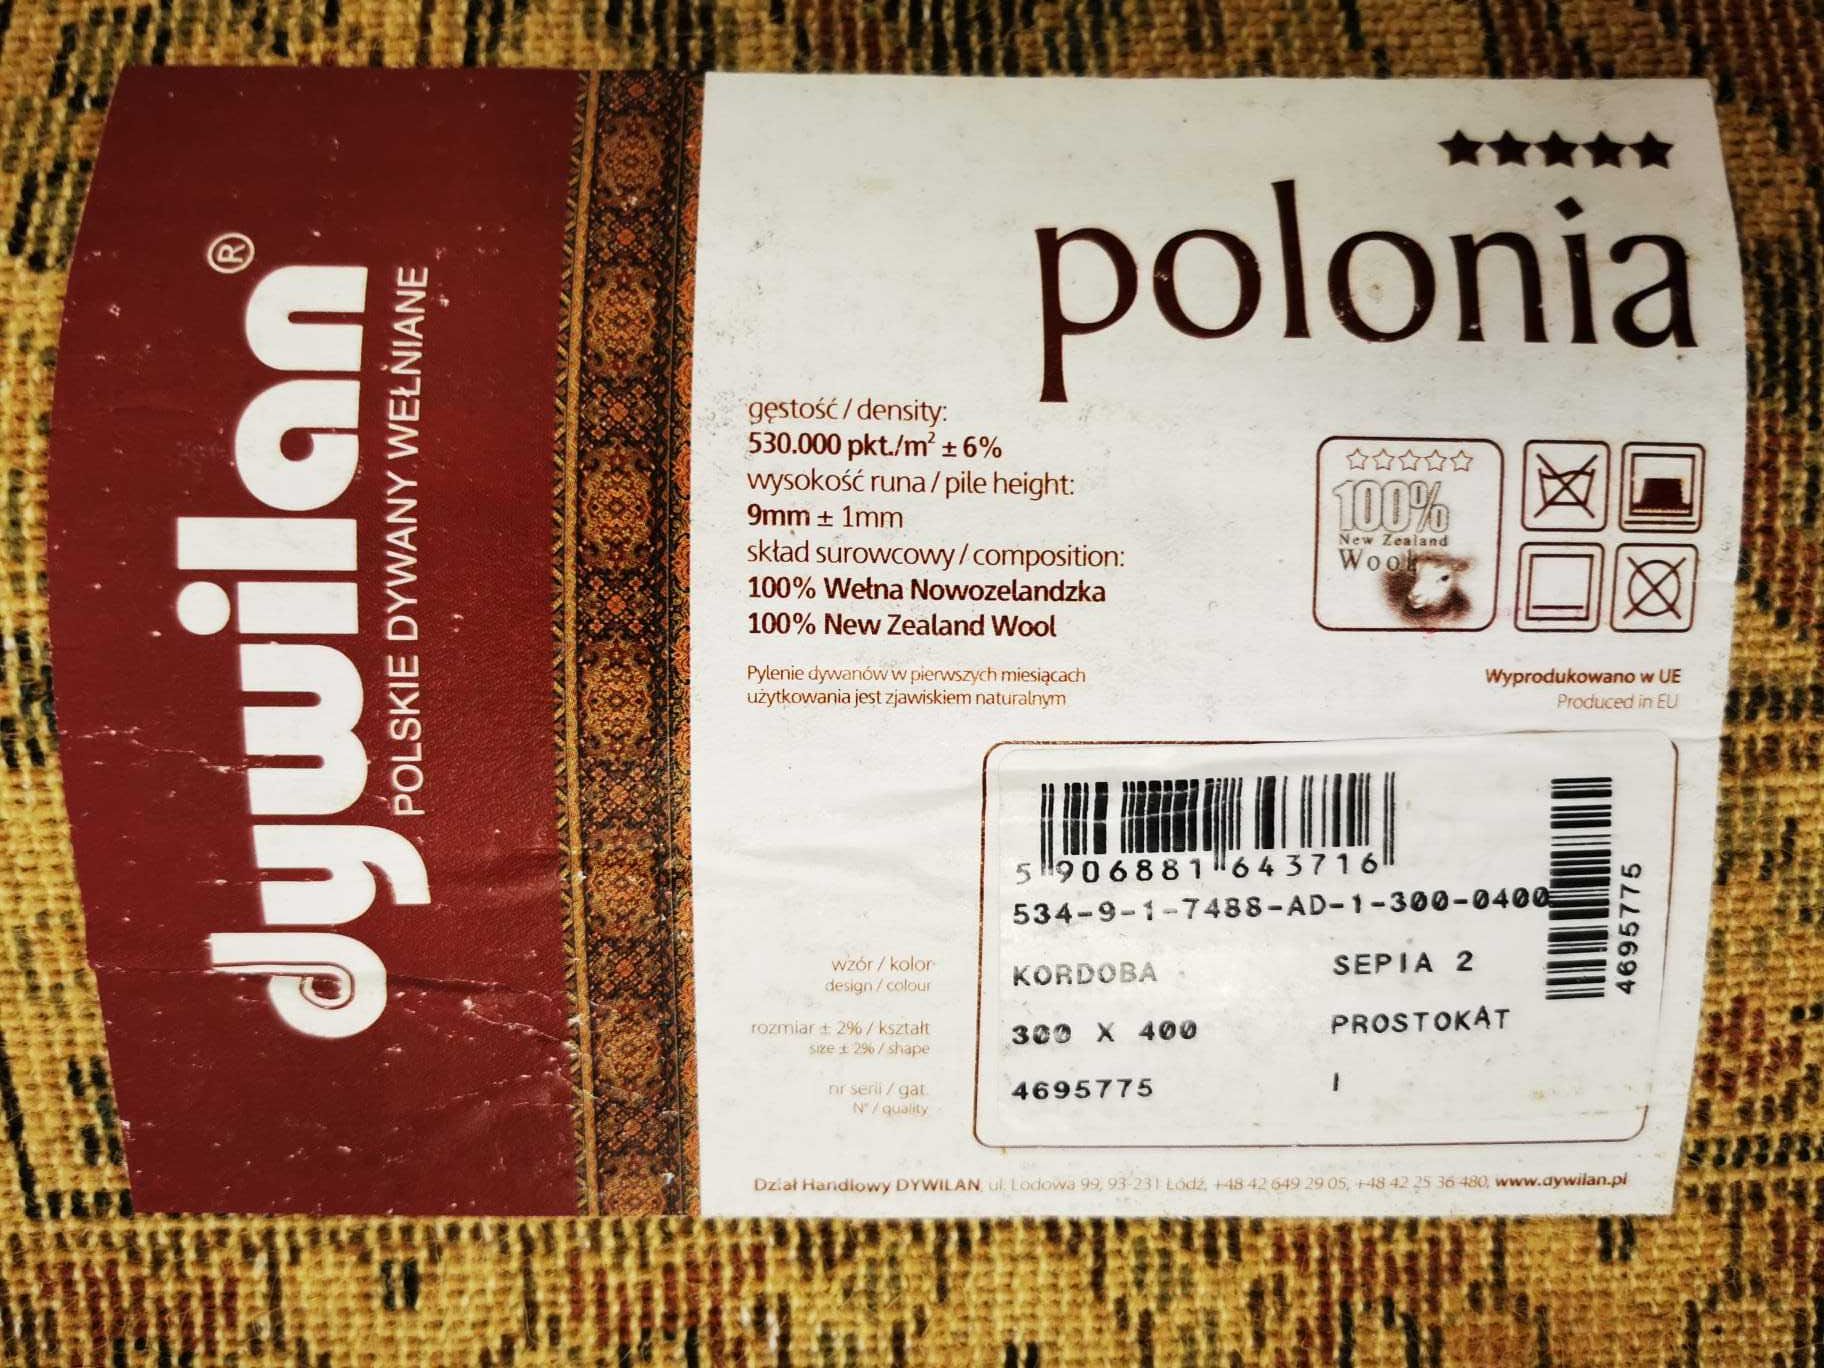 dywilan®
POLSKIE DYWANY WEŁNIANE
★★★★★
polonia
gęstość / density:
530.000 pkt./m² ± 6%
wysokość runa / pile height:
9mm ± 1mm
skład surowcowy / composition:
100% Wełna Nowozelandzka
100% New Zealand Wool
100%
New Zealand
Wool
Pylenie dywanów w pierwszych miesiącach
użytkowania jest zjawiskiem naturalnym
Wyprodukowano w UE
Produced in EU
5 906881 643716
534-9-1-7488-AD-1-300-0400
4695775
wzór / kolor
design / colour
KORDOBA SEPIA 2
rozmiar ± 2% / kształt
size ± 2% / shape
300 X 400 PROSTOKĄT
nr serii / gat.
N° / quality
4695775 I
Dział Handlowy DYWILAN, ul. Lodowa 99, 93-231 Łódź, +48 42 649 29 05, +48 42 25 36 480, www.dywilan.pl